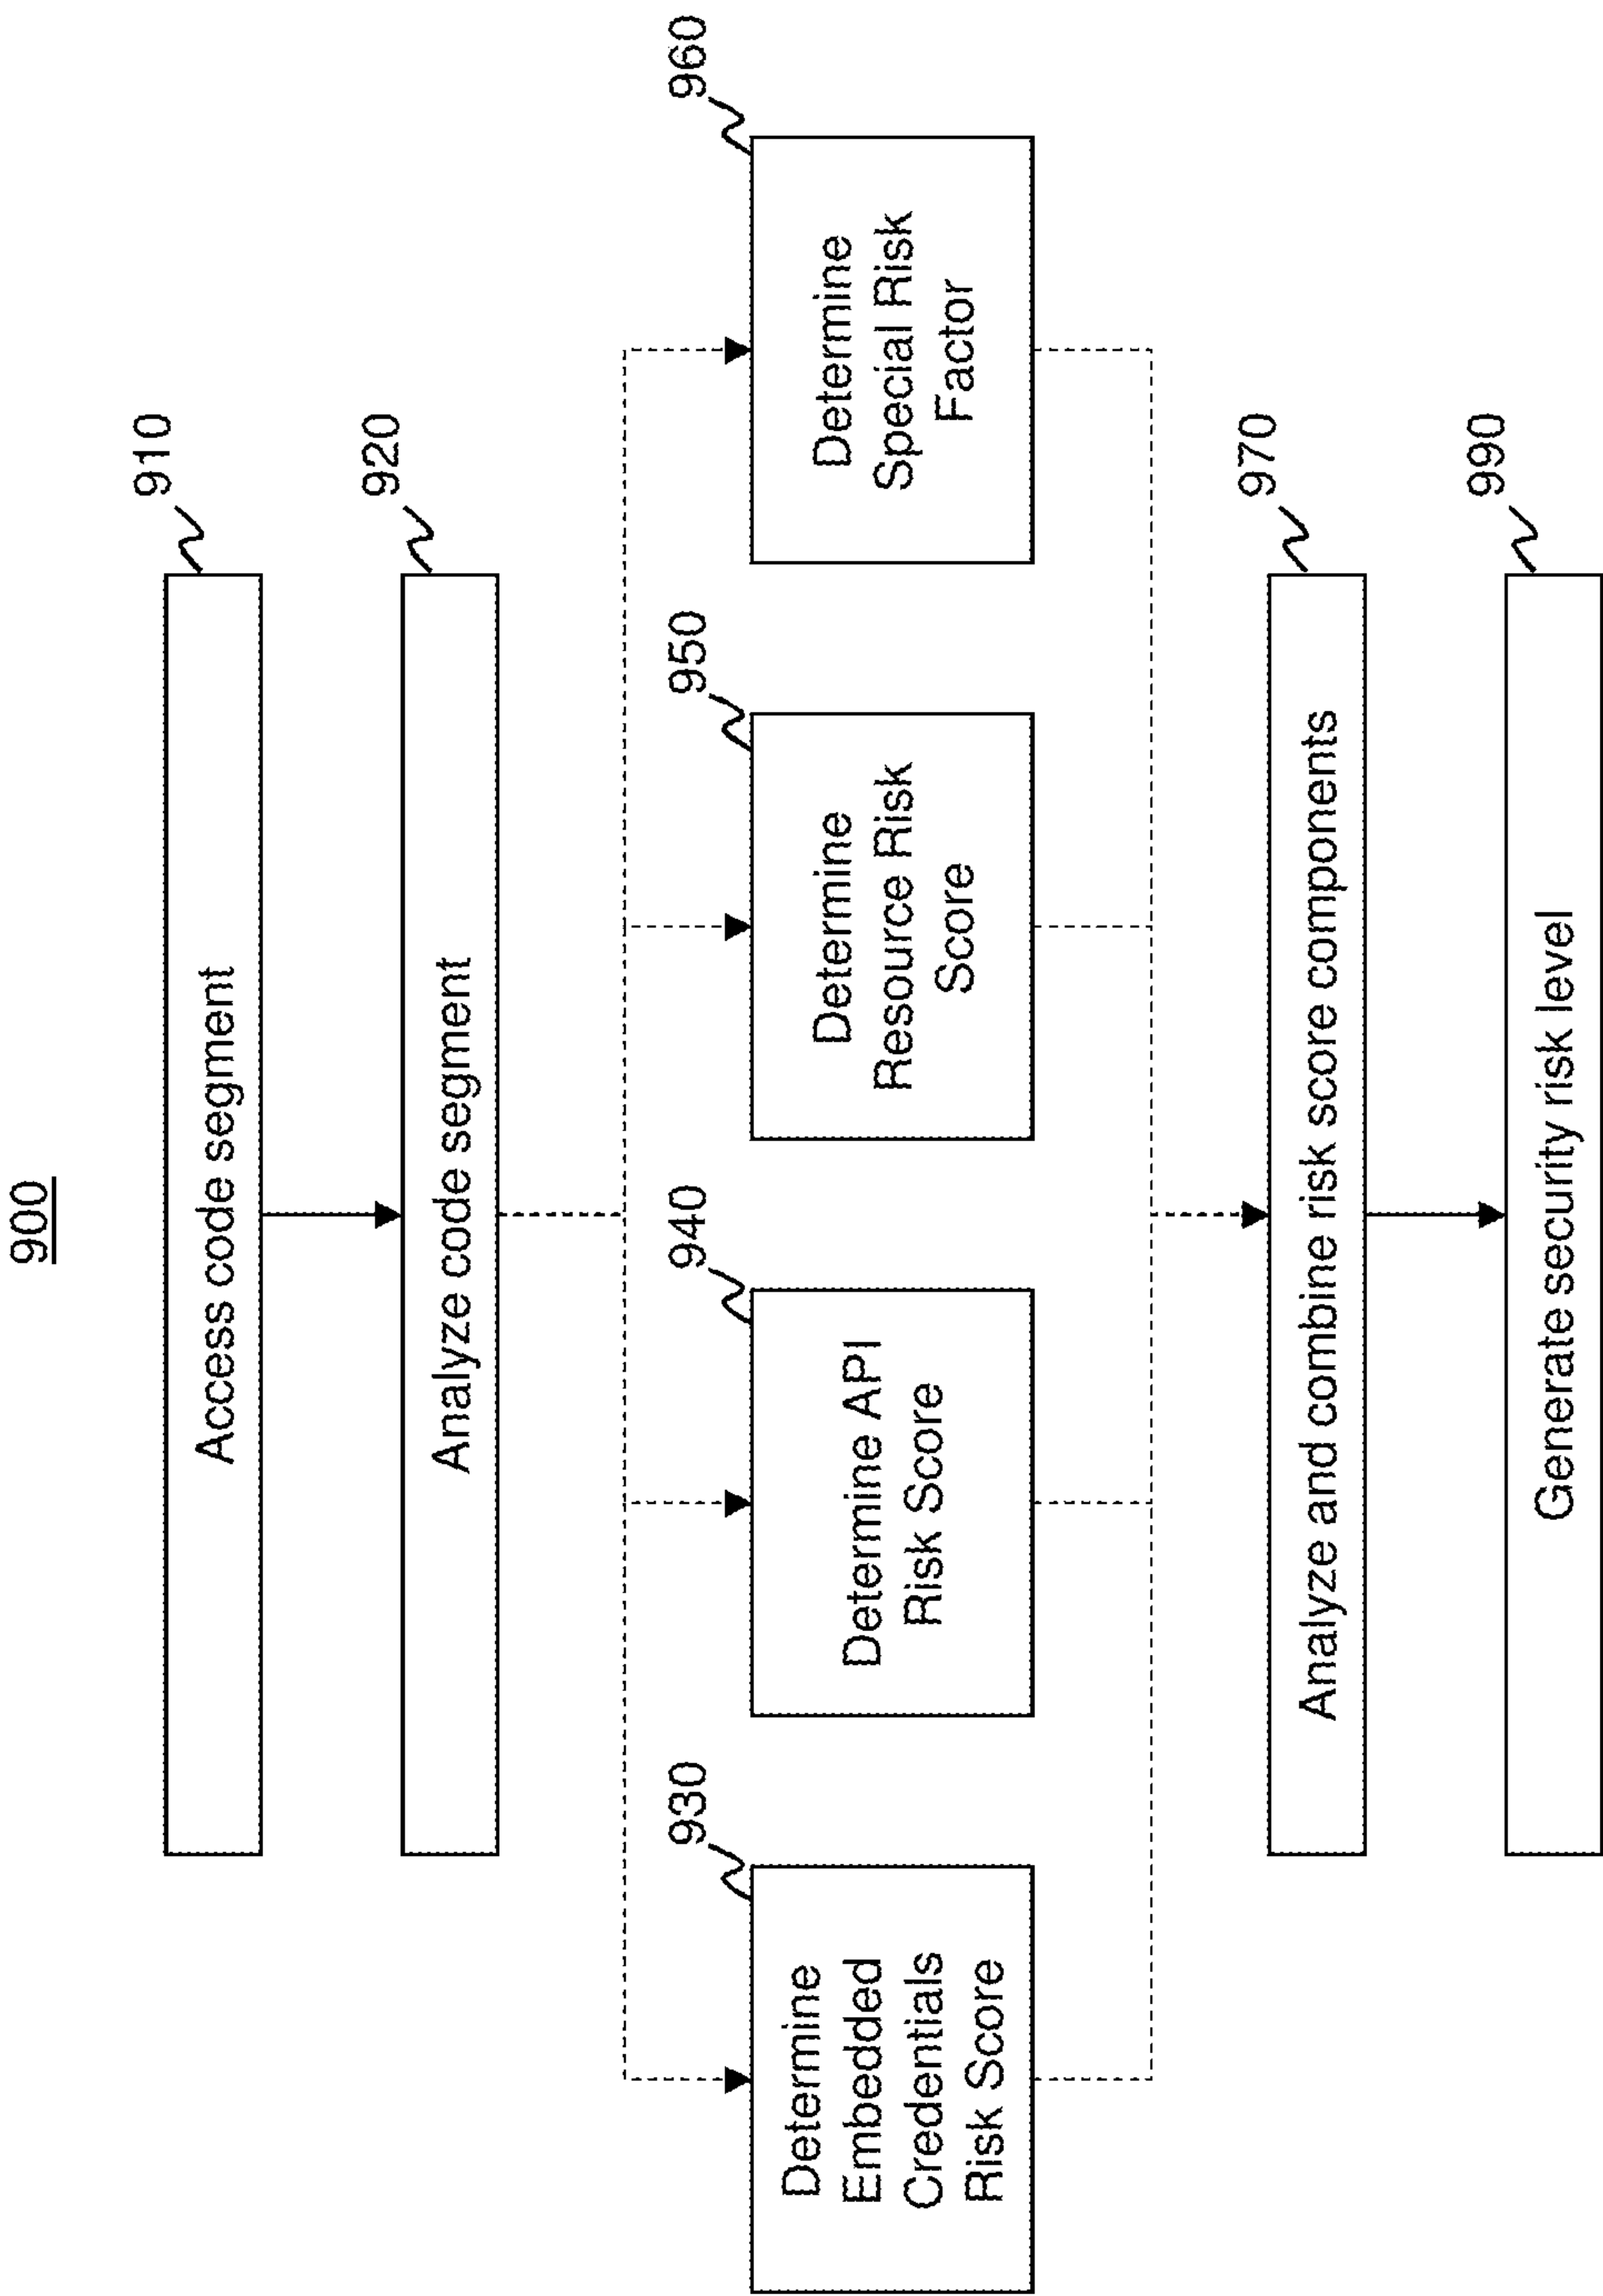 900
910
Access code segment
920
Analyze code segment
930
Determine
Embedded
Credentials
Risk Score
940
Determine API
Risk Score
950
Determine
Resource Risk
Score
960
Determine
Special Risk
Factor
970
Analyze and combine risk score components
990
Generate security risk level